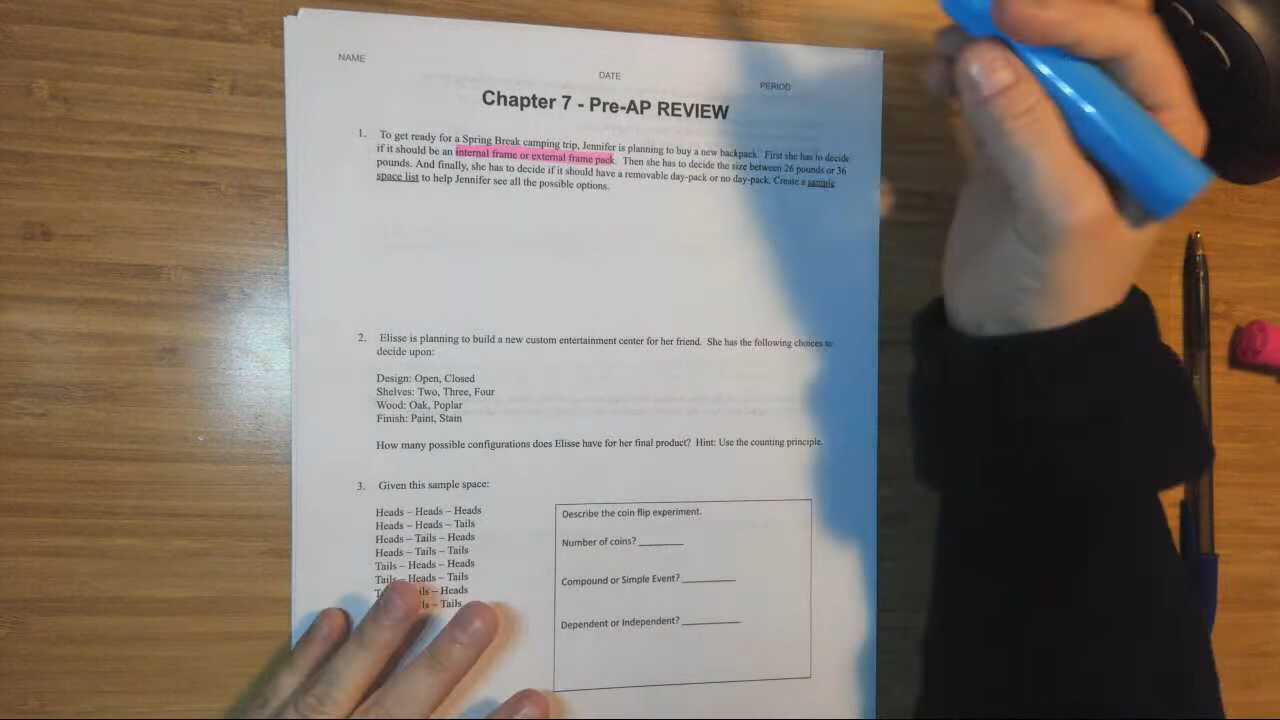 NAME
DATE
PERIOD
Chapter 7 - Pre-AP REVIEW
1. To get ready for a Spring Break camping trip, Jennifer is planning to buy a new backpack. First she has to decide
if it should be an internal frame or external frame pack. Then she has to decide the size between 26 pounds or 36
pounds. And finally, she has to decide if it should have a removable day-pack or no day-pack. Create a sample
space list to help Jennifer see all the possible options.
2. Elisse is planning to build a new custom entertainment center for her friend. She has the following choices to
decide upon:
Design: Open, Closed
Shelves: Two, Three, Four
Wood: Oak, Poplar
Finish: Paint, Stain
How many possible configurations does Elisse have for her final product? Hint: Use the counting principle.
3. Given this sample space:
Heads – Heads – Heads
Heads – Heads – Tails
Heads – Tails – Heads
Heads – Tails – Tails
Tails – Heads – Heads
Tails – Heads – Tails
– Heads
– Tails
Describe the coin flip experiment.
Number of coins? ________
Compound or Simple Event? __________
Dependent or Independent? ___________